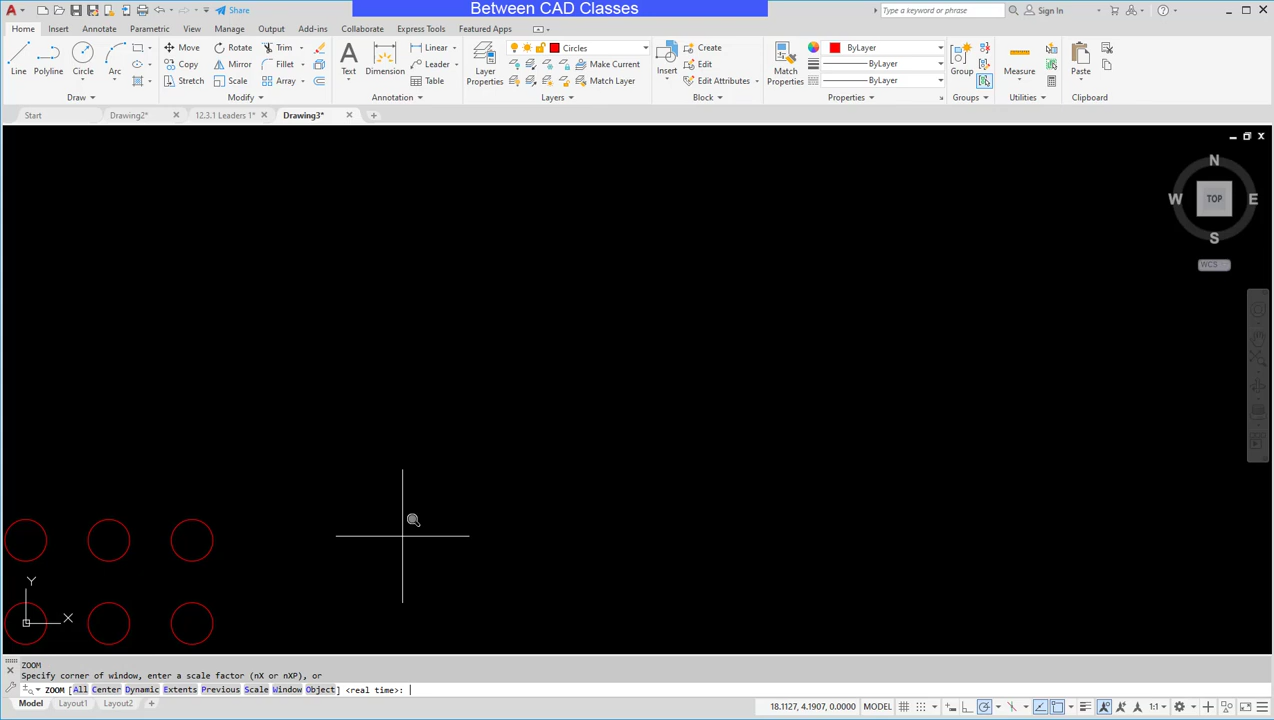 Between CAD Classes
A Share Type a keyword or phrase Sign In
Home Insert Annotate Parametric View Manage Output Add-ins Collaborate Express Tools Featured Apps
Line Polyline Circle Arc
Move Rotate Trim
Copy Mirror Fillet
Stretch Scale Array
Text Dimension
Linear
Leader
Table
Layer Properties
Circles
Make Current
Match Layer
Insert
Create
Edit
Edit Attributes
Match Properties
ByLayer
ByLayer
ByLayer
Group
Measure
Paste
Draw Modify Annotation Layers Block Properties Groups Utilities Clipboard
Start Drawing2* 12.3.1 Leaders 1* Drawing3*
N
W TOP E
S
WCS
Y
X
ZOOM
Specify corner of window, enter a scale factor (nX or nXP), or
ZOOM [All Center Dynamic Extents Previous Scale Window Object] <real time>:
Model Layout1 Layout2 18.1127, 4.1907, 0.0000 MODEL 1:1